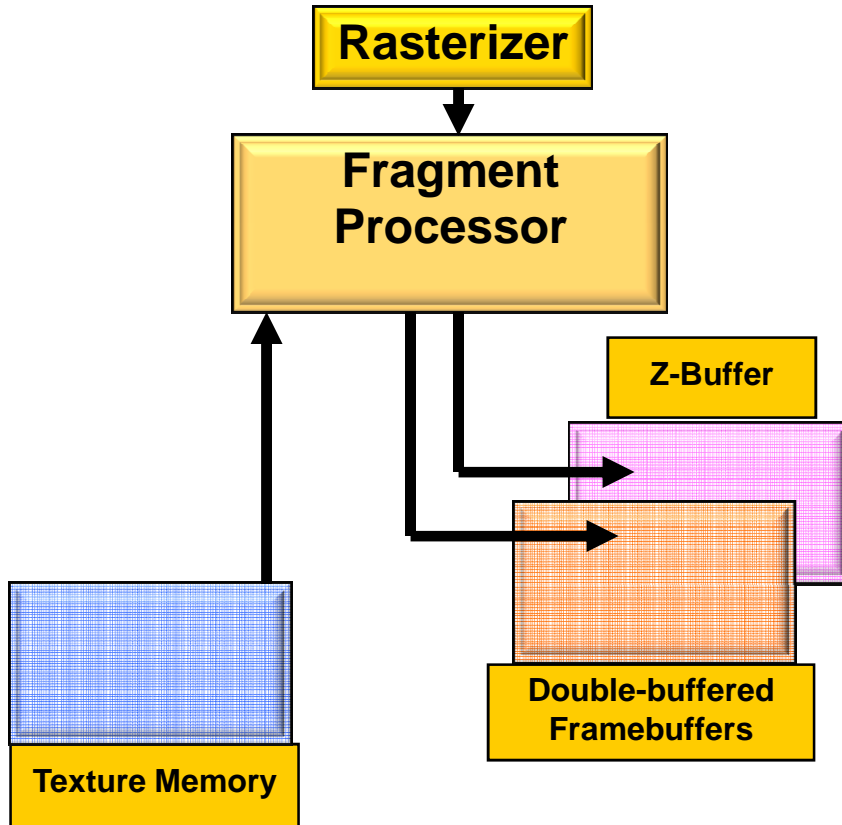 Rasterizer
Fragment
Processor
Z-Buffer
Double-buffered
Framebuffers
Texture Memory